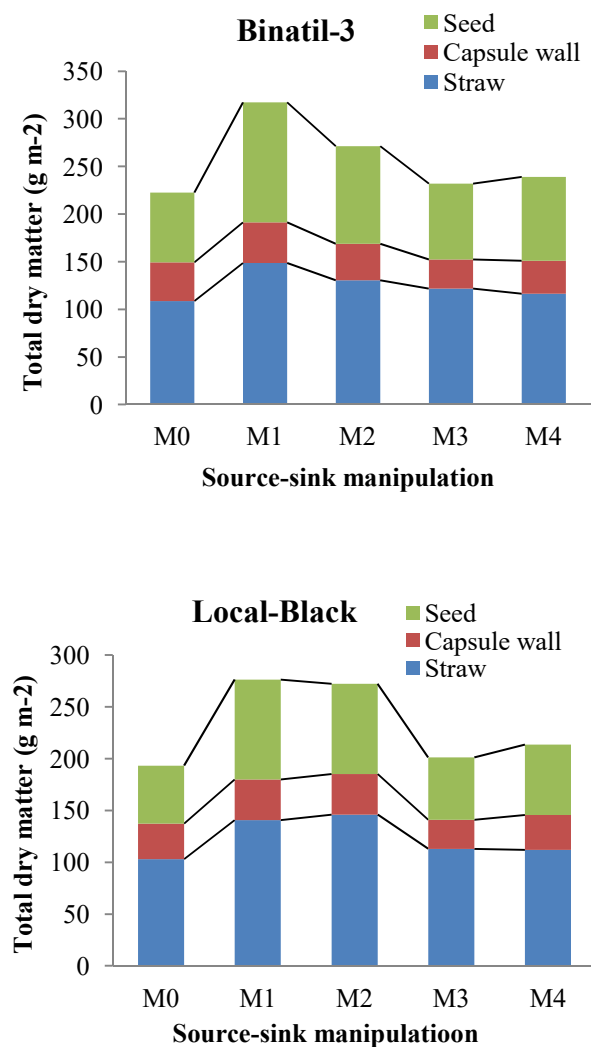 Binatil-3
Seed
Capsule wall
Straw
Total dry matter (g m-2)
350
300
250
200
150
100
50
0
M0 M1 M2 M3 M4
Source-sink manipulation
Local-Black
Seed
Capsule wall
Straw
Total dry matter (g m-2)
300
250
200
150
100
50
0
M0 M1 M2 M3 M4
Source-sink manipulatioon